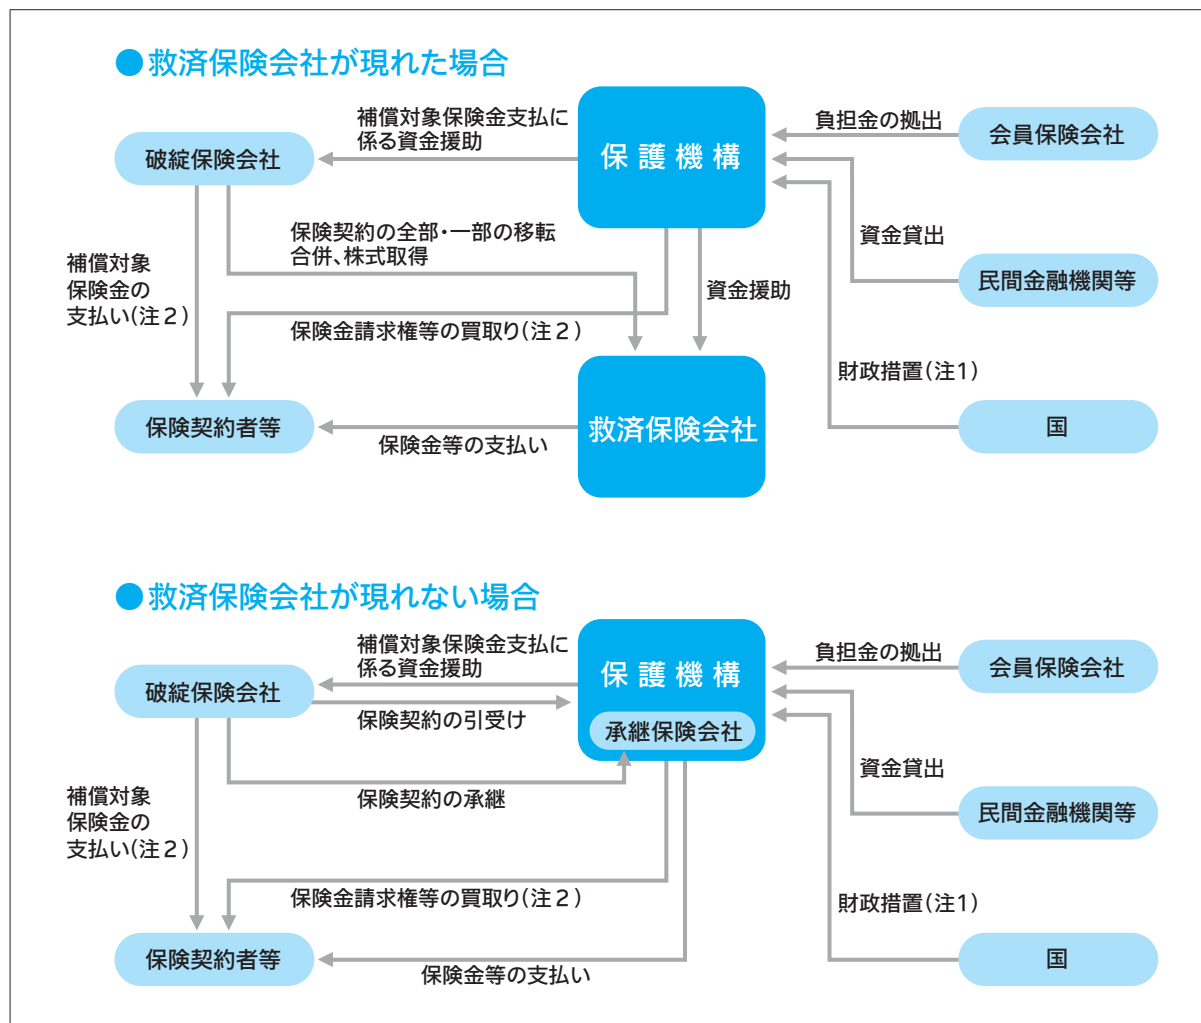 ●救済保険会社が現れた場合
補償対象保険金支払に
係る資金援助
保護機構
負担金の拠出
会員保険会社
破綻保険会社
保険契約の全部・一部の移転
合併、株式取得
資金貸出
補償対象
保険金の
支払い(注2)
資金援助
民間金融機関等
保険金請求権等の買取り(注2)
財政措置(注1)
保険契約者等
救済保険会社
国
保険金等の支払い
●救済保険会社が現れない場合
補償対象保険金支払に
係る資金援助
保護機構
負担金の拠出
会員保険会社
破綻保険会社
保険契約の引受け
承継保険会社
資金貸出
補償対象
保険金の
支払い(注2)
保険契約の承継
民間金融機関等
保険金請求権等の買取り(注2)
財政措置(注1)
保険契約者等
国
保険金等の支払い